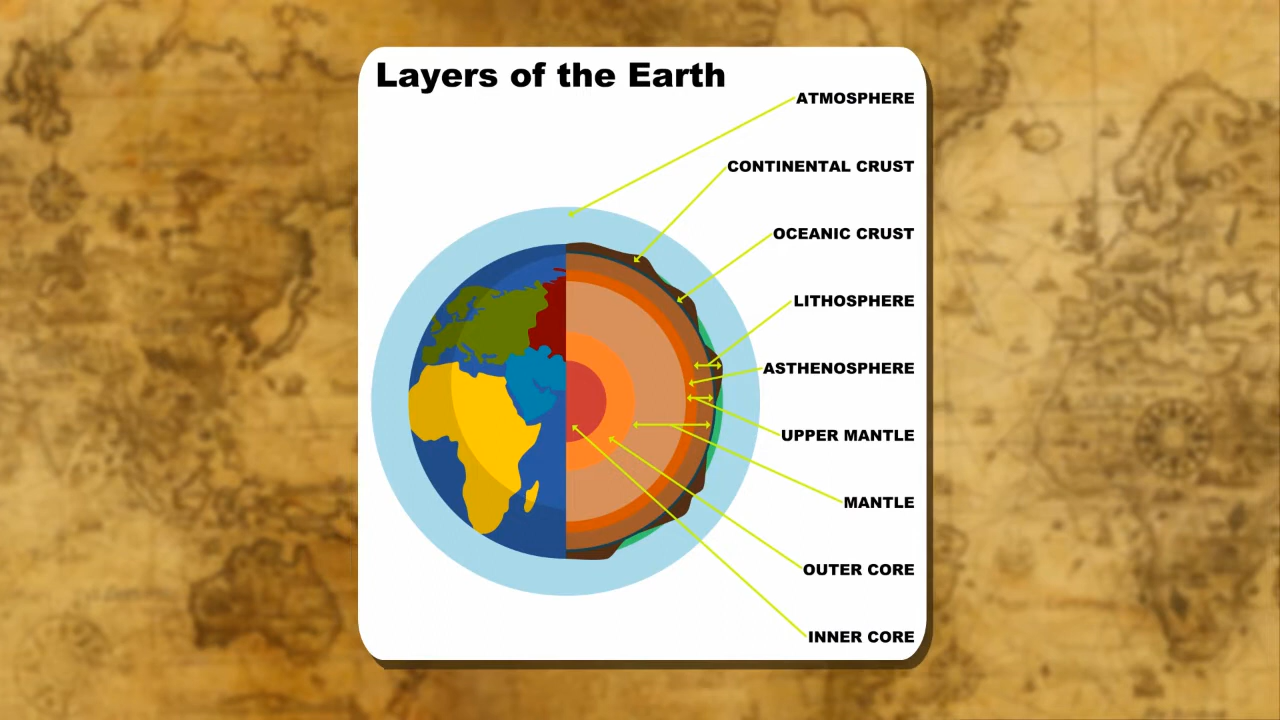 Layers of the Earth
ATMOSPHERE
CONTINENTAL CRUST
OCEANIC CRUST
LITHOSPHERE
ASTHENOSPHERE
UPPER MANTLE
MANTLE
OUTER CORE
INNER CORE